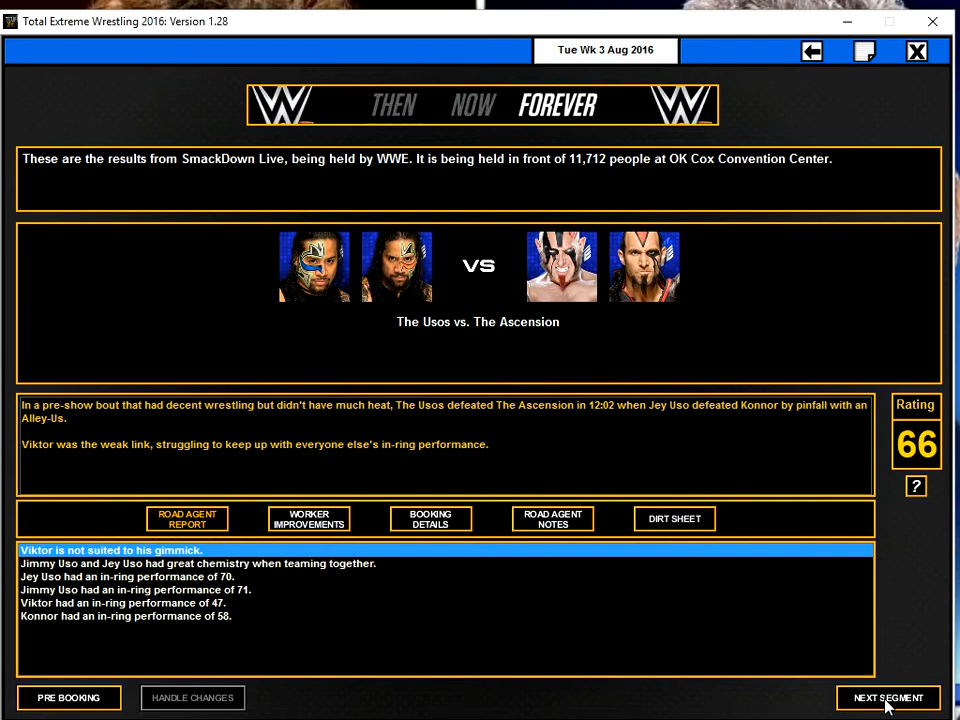 Total Extreme Wrestling 2016: Version 1.28
Tue Wk 3 Aug 2016
THEN NOW FOREVER
These are the results from SmackDown Live, being held by WWE. It is being held in front of 11,712 people at OK Cox Convention Center.
VS
The Usos vs. The Ascension
In a pre-show bout that had decent wrestling but didn't have much heat, The Usos defeated The Ascension in 12:02 when Jey Uso defeated Konnor by pinfall with an
Alley-Us.
Viktor was the weak link, struggling to keep up with everyone else's in-ring performance.
Rating
66
?
ROAD AGENT
REPORT
WORKER
IMPROVEMENTS
BOOKING
DETAILS
ROAD AGENT
NOTES
DIRT SHEET
Viktor is not suited to his gimmick.
Jimmy Uso and Jey Uso had great chemistry when teaming together.
Jey Uso had an in-ring performance of 70.
Jimmy Uso had an in-ring performance of 71.
Viktor had an in-ring performance of 47.
Konnor had an in-ring performance of 58.
PRE BOOKING
HANDLE CHANGES
NEXT SEGMENT